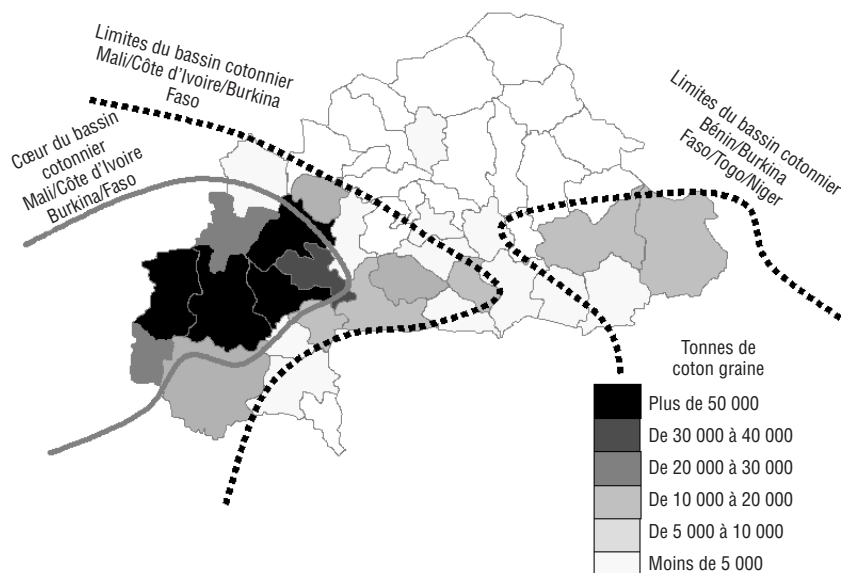 Limites du bassin cotonnier
Mali/Côte d'Ivoire/Burkina
Faso
Cœur du bassin
cotonnier
Mali/Côte d'Ivoire
Burkina/Faso
Limites du bassin cotonnier
Bénin/Burkina
Faso/Togo/Niger
Tonnes de
coton graine
Plus de 50 000
De 30 000 à 40 000
De 20 000 à 30 000
De 10 000 à 20 000
De 5 000 à 10 000
Moins de 5 000